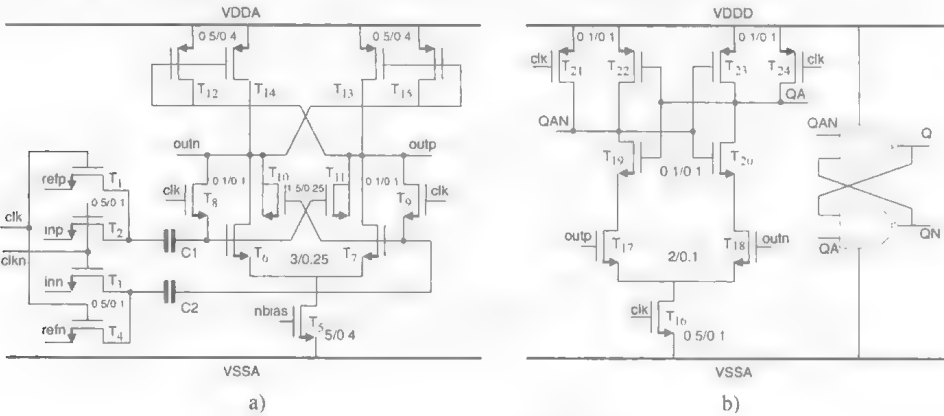 VDDA
0 5/0 4
0 5/0 4
T12
T14
T13
T15
outn
outp
T10
T11
1 5/0.25
0 1/0 1
0 1/0 1
clk
T8
T9
clk
refp
T1
0 5/0 1
clk
inp
T2
C1
T6
T7
3/0.25
clkn
inn
T3
0 5/0 1
C2
refn
T4
nbias
T5
5/0 4
VSSA
a)
VDDD
0 1/0 1
0 1/0 1
clk
T21
T22
T23
T24
clk
QA
QAN
T19
T20
0 1/0 1
outp
T17
T18
outn
2/0.1
clk
T16
0 5/0 1
QAN
Q
QA
QN
VSSA
b)